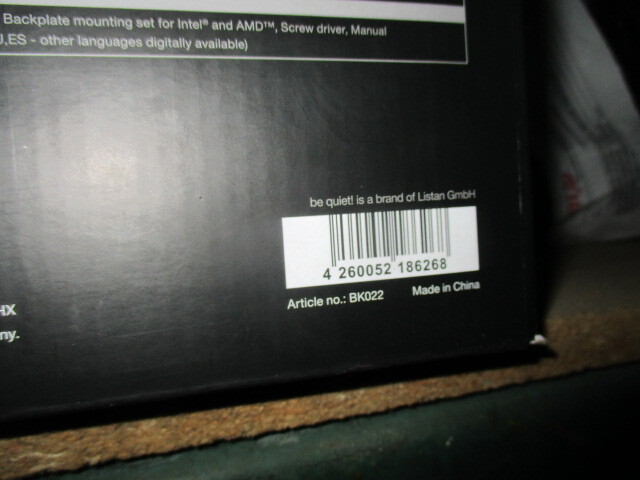 Backplate mounting set for Intel® and AMD™, Screw driver, Manual
J,ES - other languages digitally available)
be quiet! is a brand of Listan GmbH
4 260052 186268
Article no.: BK022 Made in China
HX
ny.